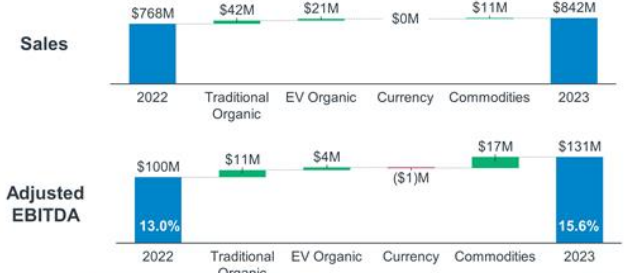 $768M $42M $21M $0M $11M $842M
Sales
2022 Traditional EV Organic Currency Commodities 2023
Organic
$100M $11M $4M ($1)M $17M $131M
Adjusted
EBITDA
13.0% 15.6%
2022 Traditional EV Organic Currency Commodities 2023
Organic